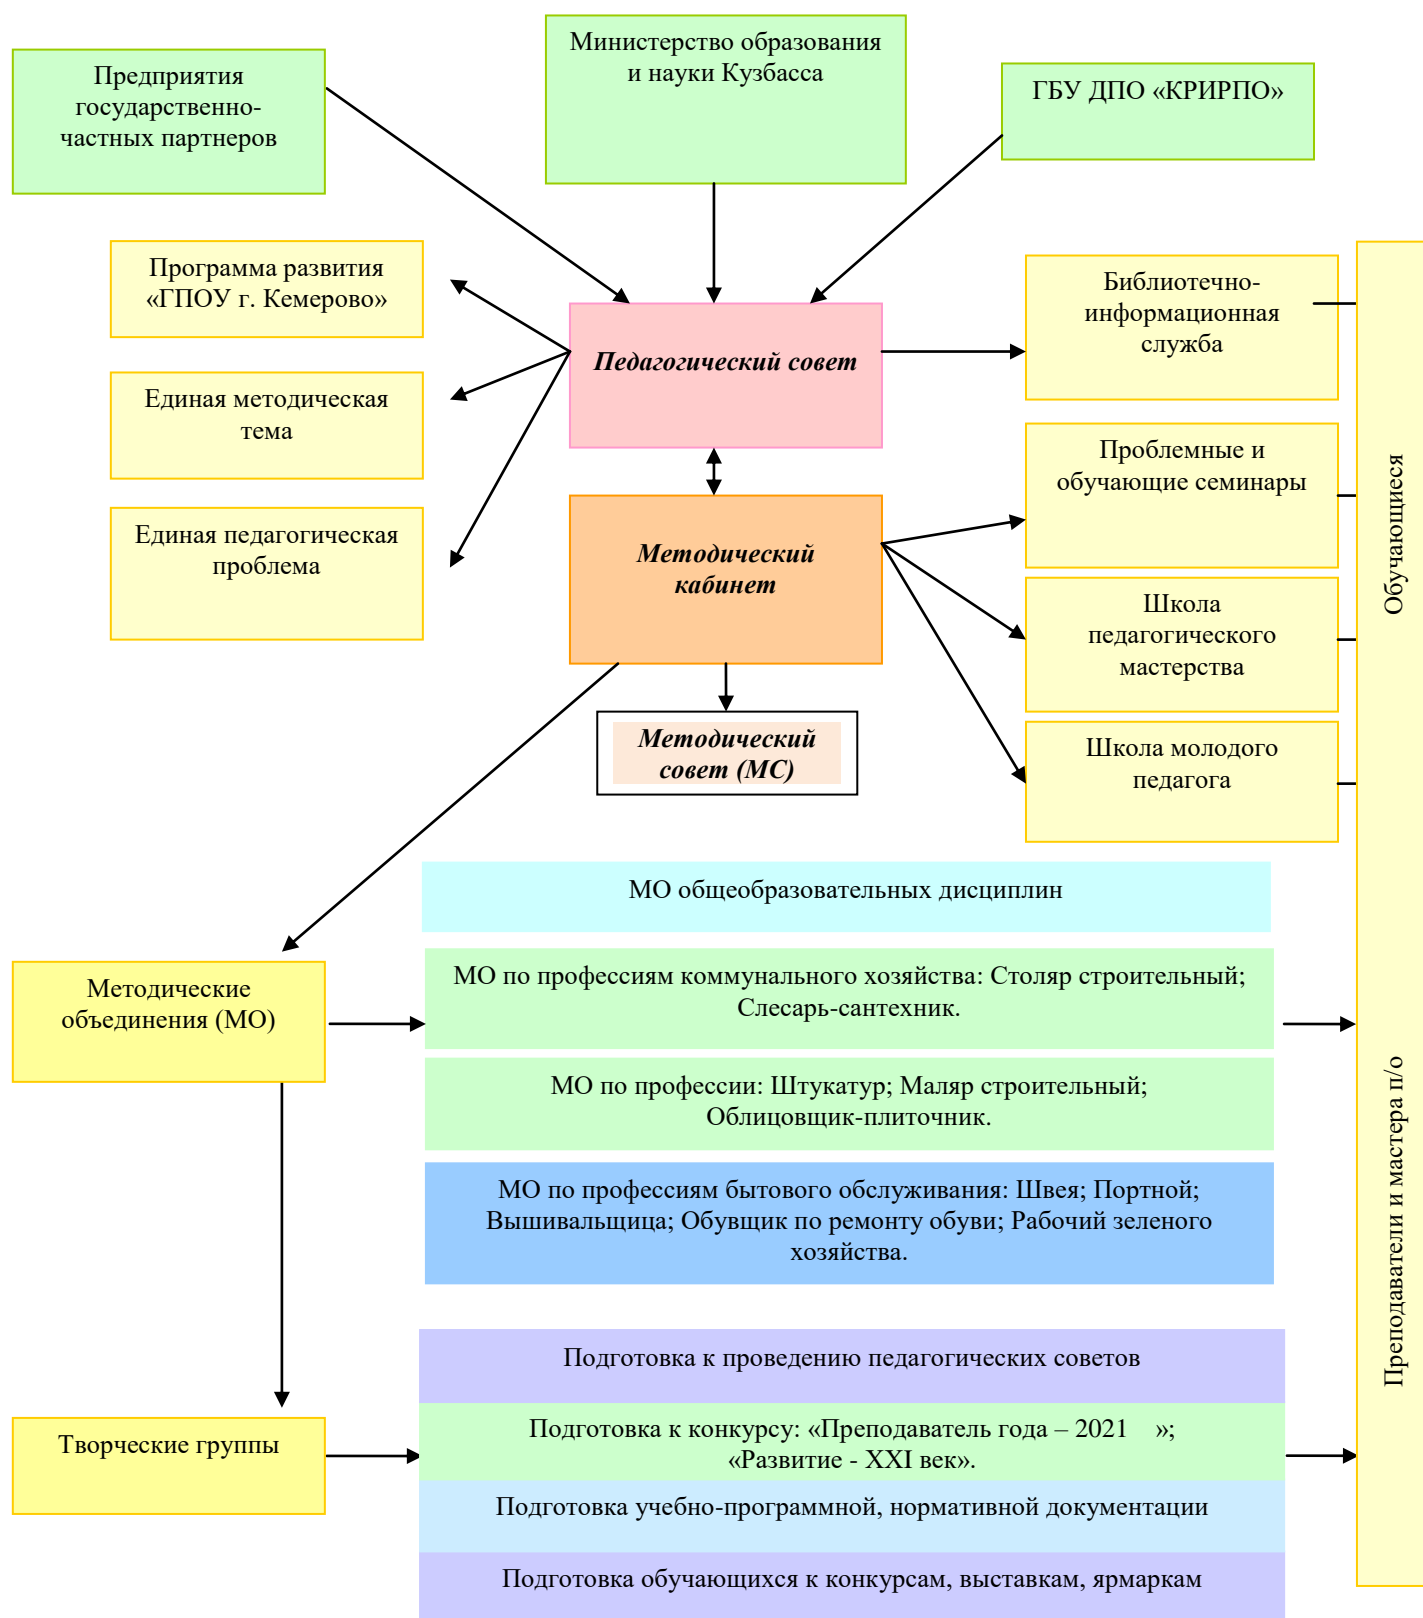 Предприятия
государственно-
частных партнеров
Министерство образования
и науки Кузбасса
ГБУ ДПО «КРИРПО»
Программа развития
«ГПОУ г. Кемерово»
Педагогический совет
Библиотечно-
информационная
служба
Единая методическая
тема
Проблемные и
обучающие семинары
Единая педагогическая
проблема
Методический
кабинет
Школа
педагогического
мастерства
Методический
совет (МС)
Школа молодого
педагога
Обучающиеся
МО общеобразовательных дисциплин
Методические
объединения (МО)
МО по профессиям коммунального хозяйства: Столяр строительный;
Слесарь-сантехник.
МО по профессии: Штукатур; Маляр строительный;
Облицовщик-плиточник.
МО по профессиям бытового обслуживания: Швея; Портной;
Вышивальщица; Обувщик по ремонту обуви; Рабочий зеленого
хозяйства.
Преподаватели и мастера п/о
Творческие группы
Подготовка к проведению педагогических советов
Подготовка к конкурсу: «Преподаватель года – 2021 »;
«Развитие - XXI век».
Подготовка учебно-программной, нормативной документации
Подготовка обучающихся к конкурсам, выставкам, ярмаркам